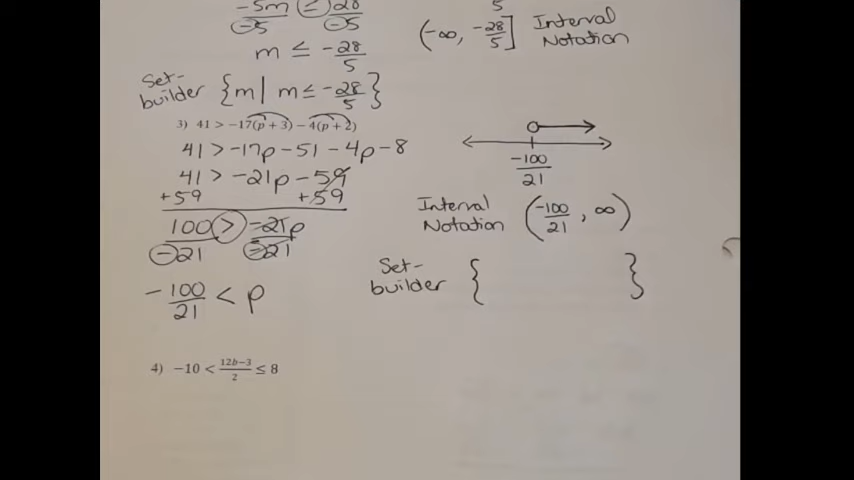 -5m ≤ 28
-5 -5
m ≤ -28/5
5
(-∞, -28/5] Interval Notation
Set-builder {m | m ≤ -28/5}
3) 41 > -17(p + 3) - 4(p + 2)
41 > -17p - 51 - 4p - 8
41 > -21p - 59
+59 +59
100 > -21p
-21 -21
-100/21 < p
-100/21
Interval Notation (-100/21, ∞)
Set-builder { }
4) -10 < 12b-3/2 ≤ 8